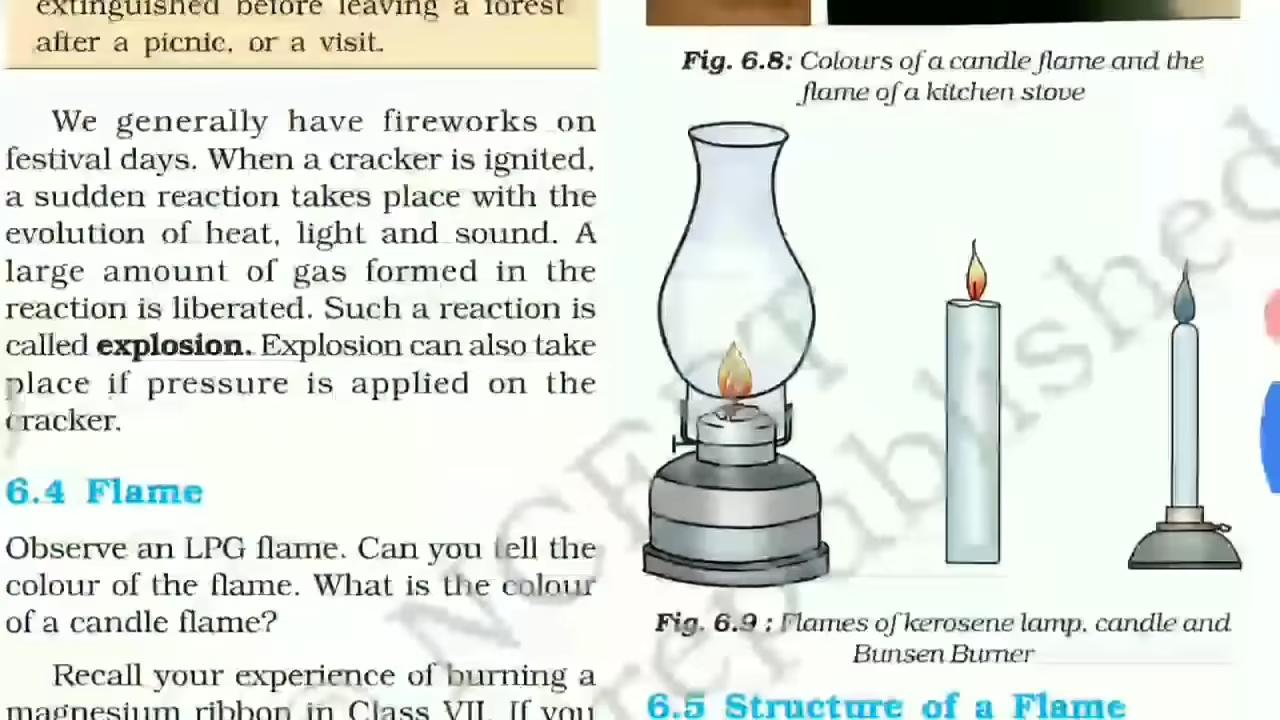 extinguished before leaving a forest
after a picnic, or a visit.
We generally have fireworks on
festival days. When a cracker is ignited,
a sudden reaction takes place with the
evolution of heat, light and sound. A
large amount of gas formed in the
reaction is liberated. Such a reaction is
called explosion. Explosion can also take
place if pressure is applied on the
cracker.
6.4 Flame
Observe an LPG flame. Can you tell the
colour of the flame. What is the colour
of a candle flame?
Recall your experience of burning a
magnesium ribbon in Class VII. If you
Fig. 6.8: Colours of a candle flame and the
flame of a kitchen stove
Fig. 6.9 : Flames of kerosene lamp, candle and
Bunsen Burner
6.5 Structure of a Flame
NCERT
republished